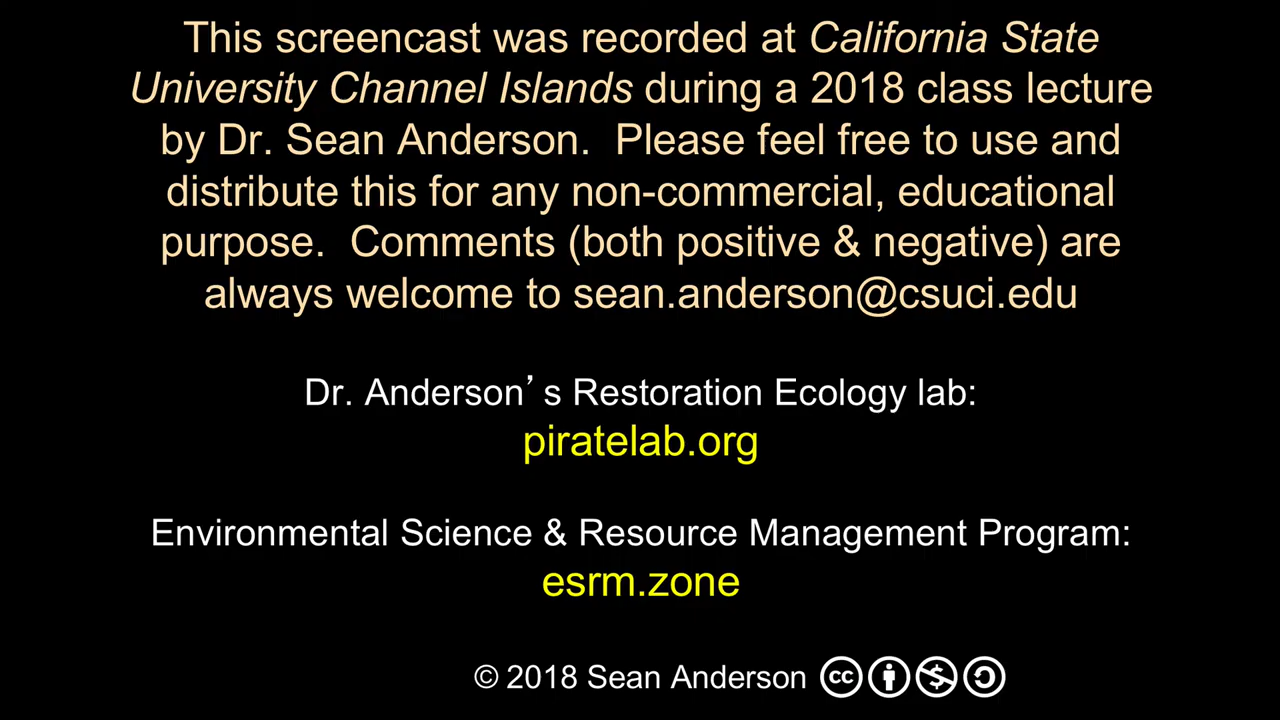 This screencast was recorded at California State
University Channel Islands during a 2018 class lecture
by Dr. Sean Anderson.  Please feel free to use and
distribute this for any non-commercial, educational
purpose.  Comments (both positive & negative) are
always welcome to sean.anderson@csuci.edu
Dr. Anderson’s Restoration Ecology lab:
piratelab.org
Environmental Science & Resource Management Program:
esrm.zone
© 2018 Sean Anderson cc